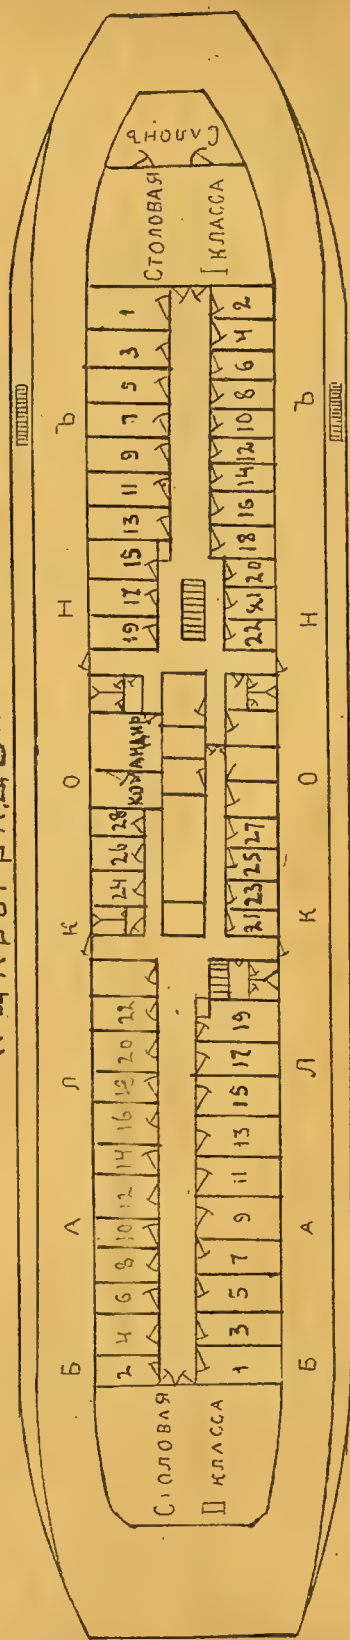 Б А Л К О Н Ъ
2 4 6 8 10 12 14 16 18 20 22 24 26 28 19 17 15 13 11 9 7 5 3 1
КОМАНДИР
СТОЛОВАЯ
II КЛАССА
СТОЛОВАЯ
I КЛАССА
САЛОНЪ
1 3 5 7 9 11 13 15 17 19 21 23 25 27 22 21 20 18 16 14 12 10 8 6 4 2
Б А Л К О Н Ъ